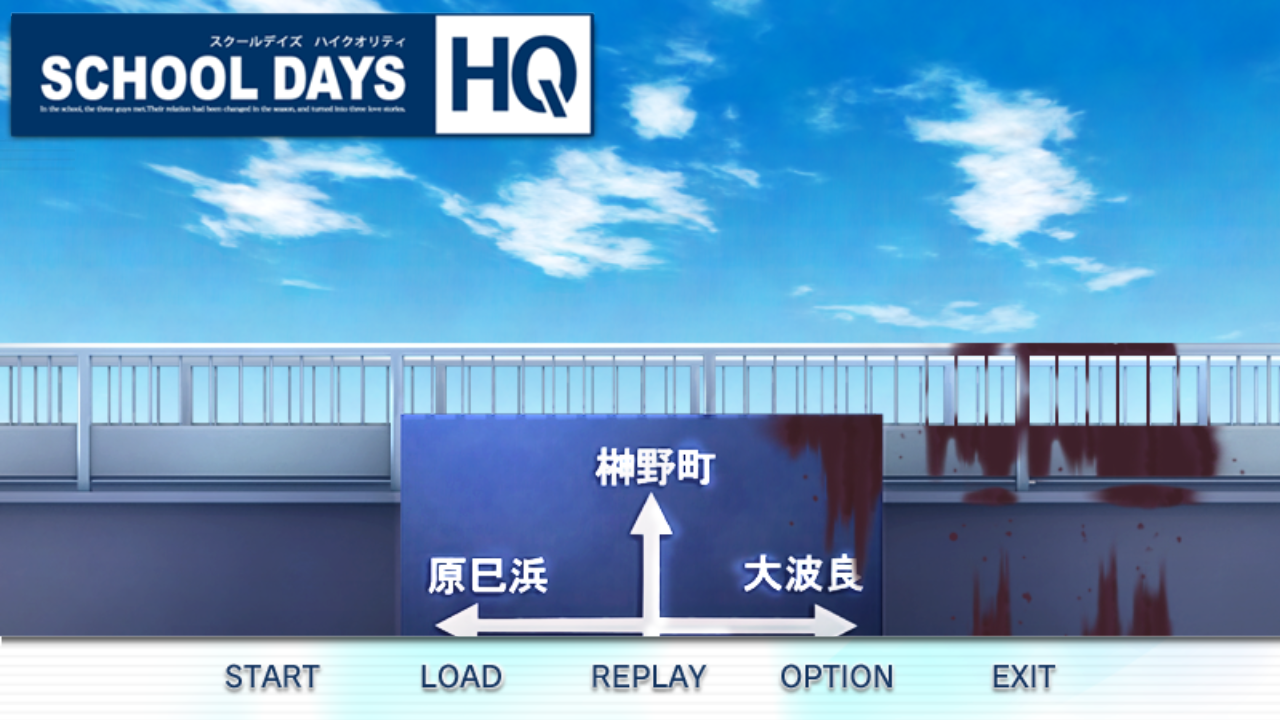 スクールデイズ ハイクオリティ
SCHOOL DAYS HQ
In the school, the three guys met.Their relation had been changed in the season, and turned into three love stories.
榊野町
原巳浜
大波良
START LOAD REPLAY OPTION EXIT